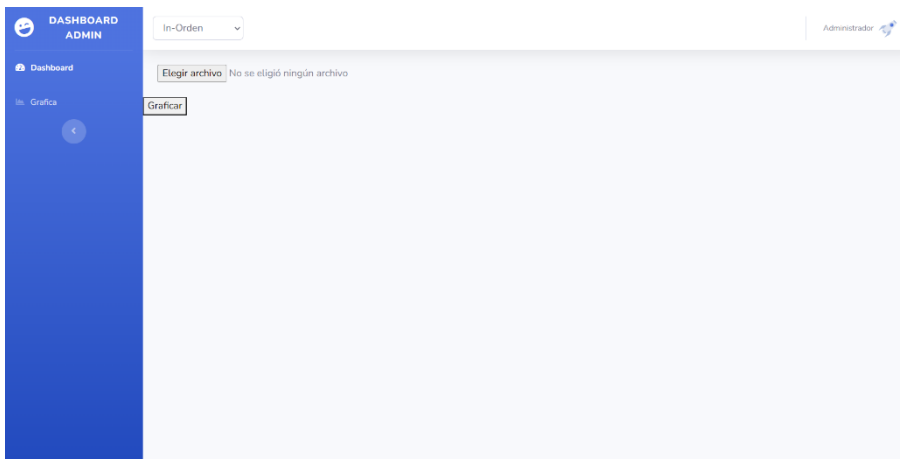 DASHBOARD
ADMIN
In-Orden
Administrador
Dashboard
Elegir archivo No se eligió ningún archivo
Grafica
Graficar